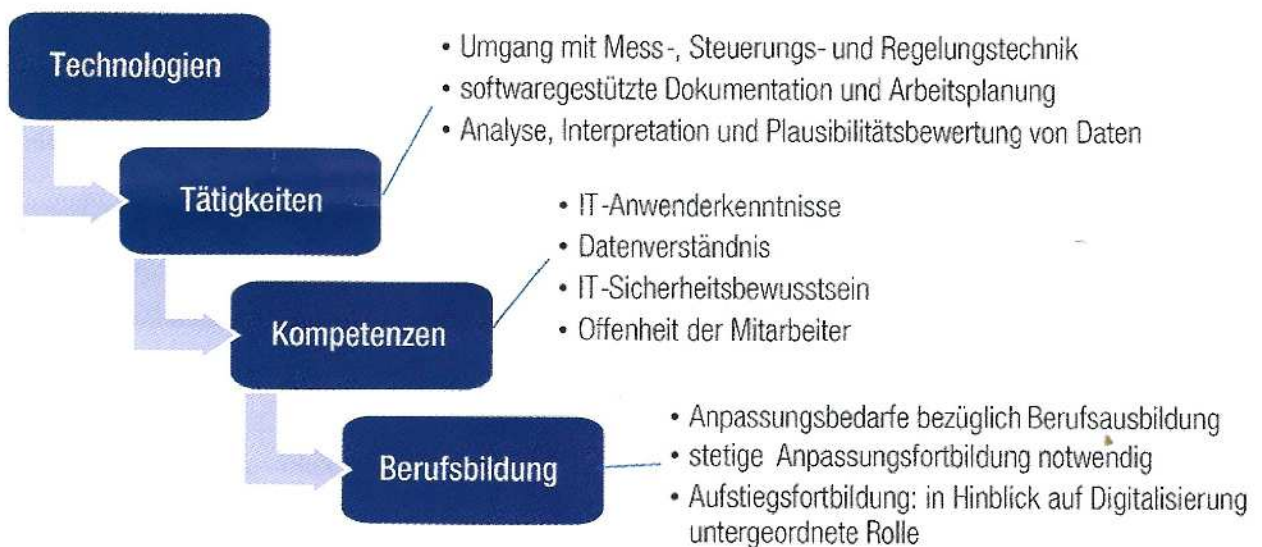 Technologien
• Umgang mit Mess-, Steuerungs- und Regelungstechnik
• softwaregestützte Dokumentation und Arbeitsplanung
• Analyse, Interpretation und Plausibilitätsbewertung von Daten
Tätigkeiten
• IT-Anwenderkenntnisse
• Datenverständnis
• IT-Sicherheitsbewusstsein
• Offenheit der Mitarbeiter
Kompetenzen
• Anpassungsbedarfe bezüglich Berufsausbildung
• stetige Anpassungsfortbildung notwendig
• Aufstiegsfortbildung: in Hinblick auf Digitalisierung
untergeordnete Rolle
Berufsbildung